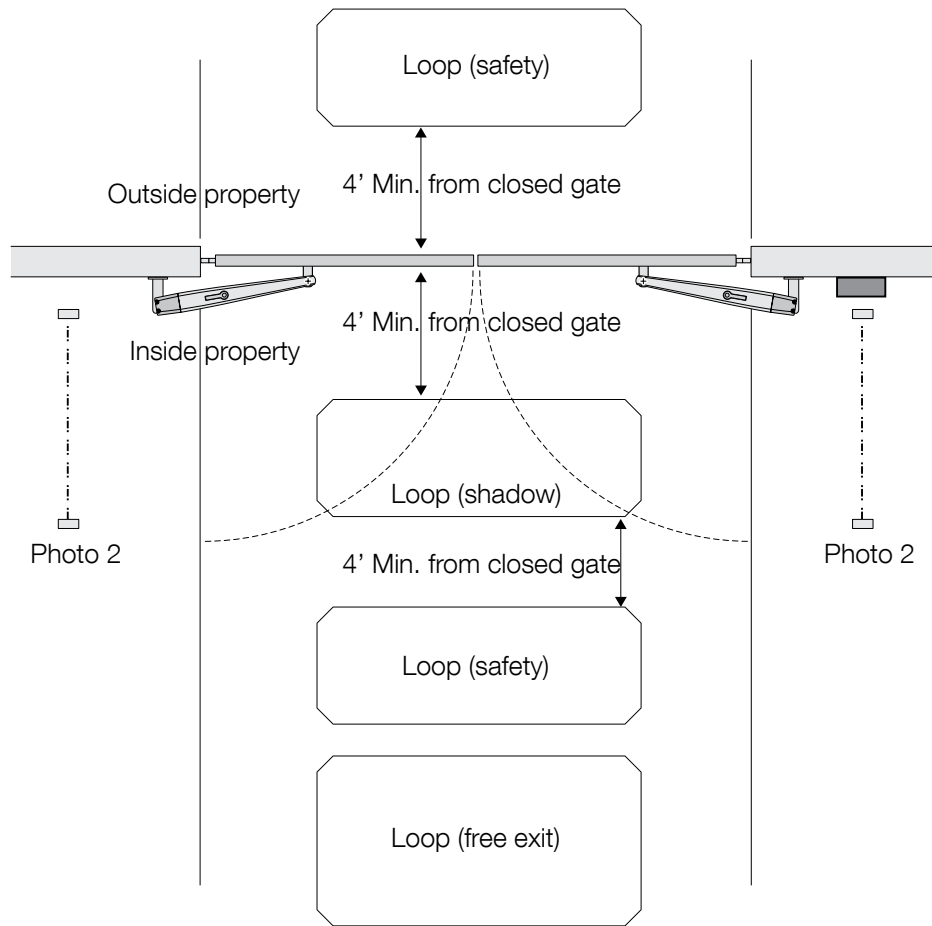 Loop (safety)
4’ Min. from closed gate
Outside property
4’ Min. from closed gate
Inside property
Loop (shadow)
Photo 2
4’ Min. from closed gate
Photo 2
Loop (safety)
Loop (free exit)